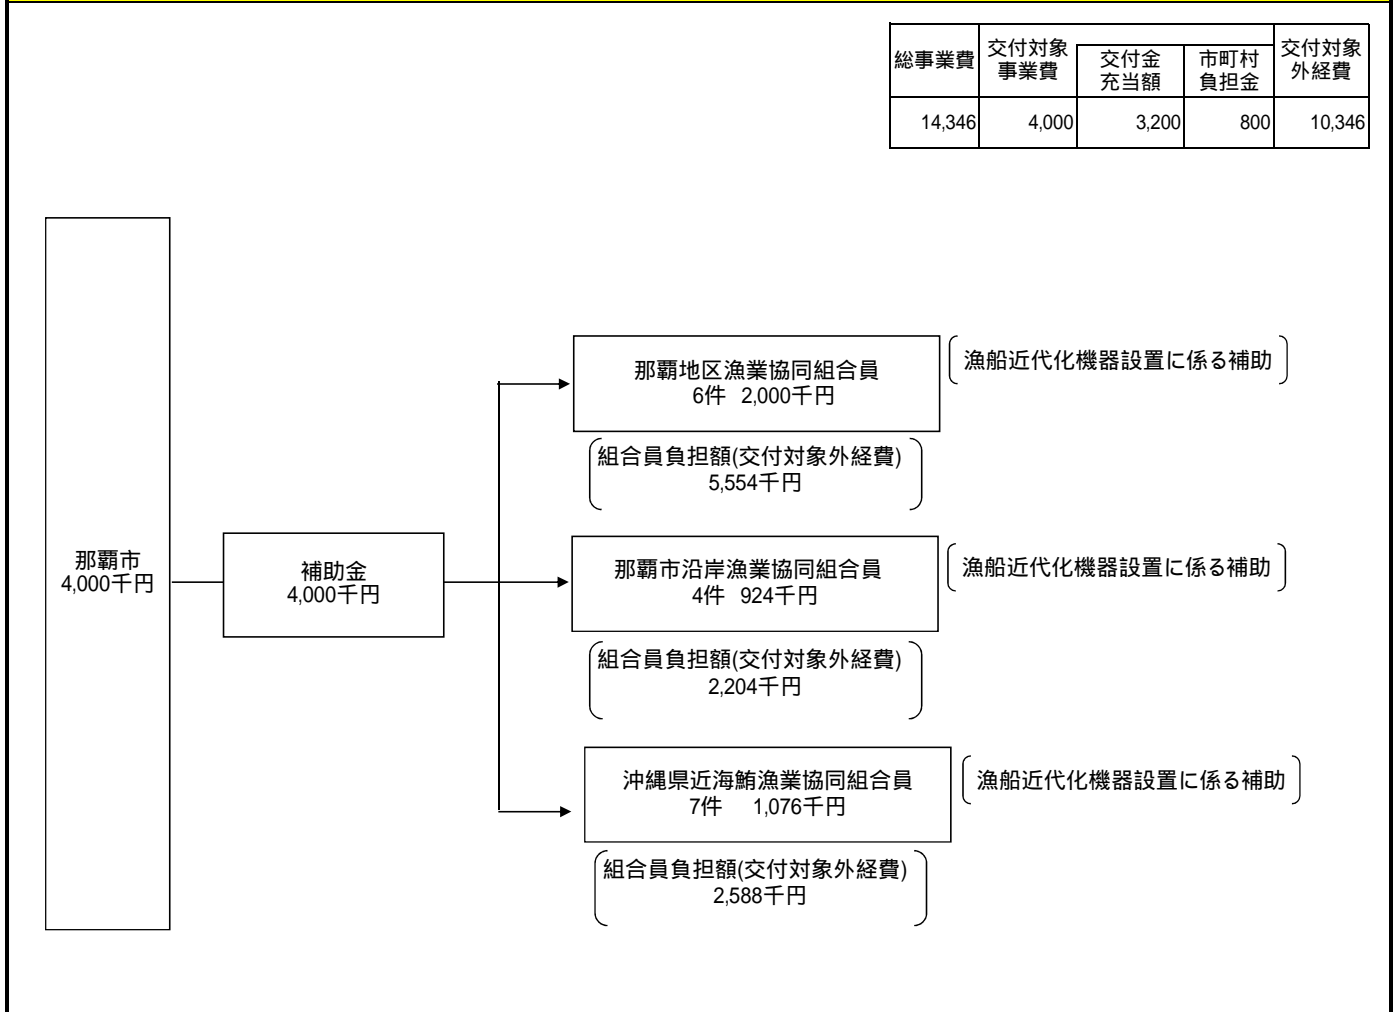 総事業費
交付対象
事業費
交付金
充当額
市町村
負担金
交付対象
外経費
14,346 4,000 3,200 800 10,346
那覇市
4,000千円
補助金
4,000千円
那覇地区漁業協同組合員
6件 2,000千円
漁船近代化機器設置に係る補助
組合員負担額(交付対象外経費)
5,554千円
那覇市沿岸漁業協同組合員
4件 924千円
漁船近代化機器設置に係る補助
組合員負担額(交付対象外経費)
2,204千円
沖縄県近海鮪漁業協同組合員
7件 1,076千円
漁船近代化機器設置に係る補助
組合員負担額(交付対象外経費)
2,588千円